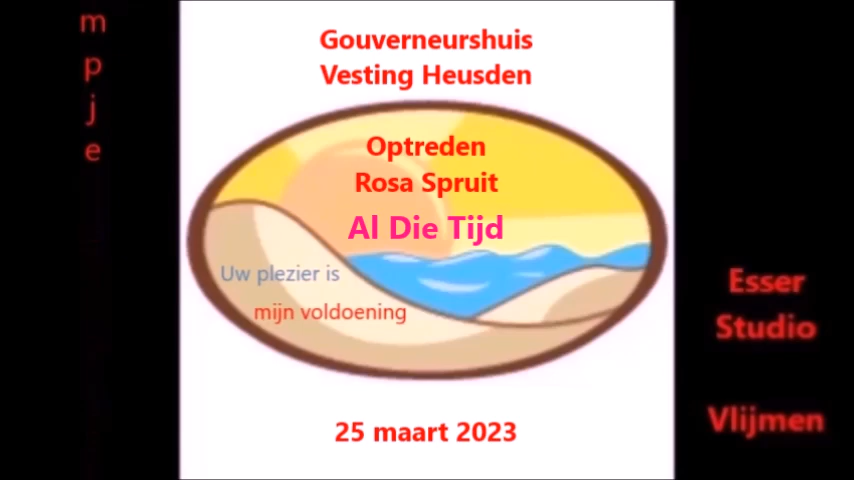 m
p
j
e
Gouverneurshuis
Vesting Heusden
Optreden
Rosa Spruit
Al Die Tijd
Uw plezier is
mijn voldoening
25 maart 2023
Esser
Studio
Vlijmen